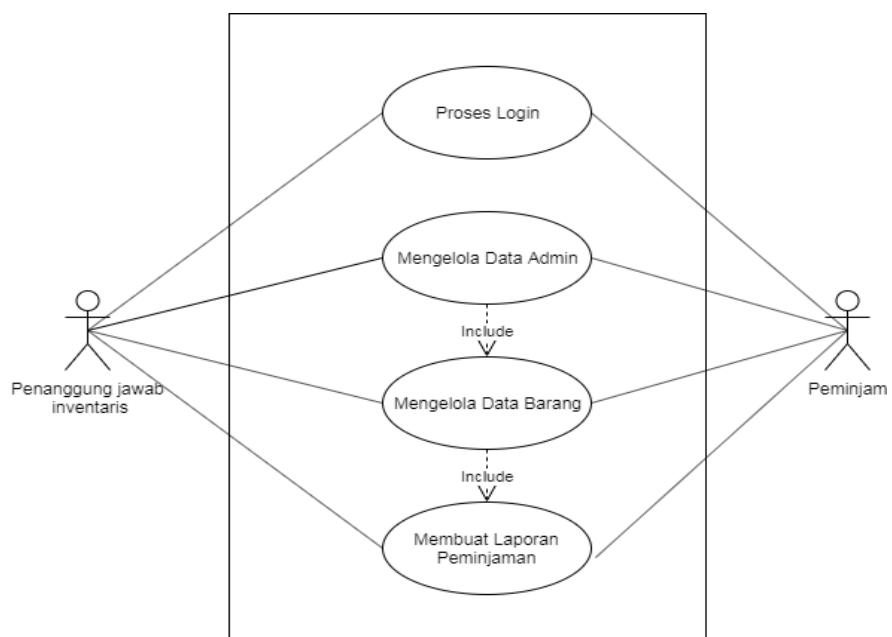 Proses Login
Mengelola Data Admin
Include
Penanggung jawab
inventaris
Mengelola Data Barang
Peminjam
Include
Membuat Laporan
Peminjaman